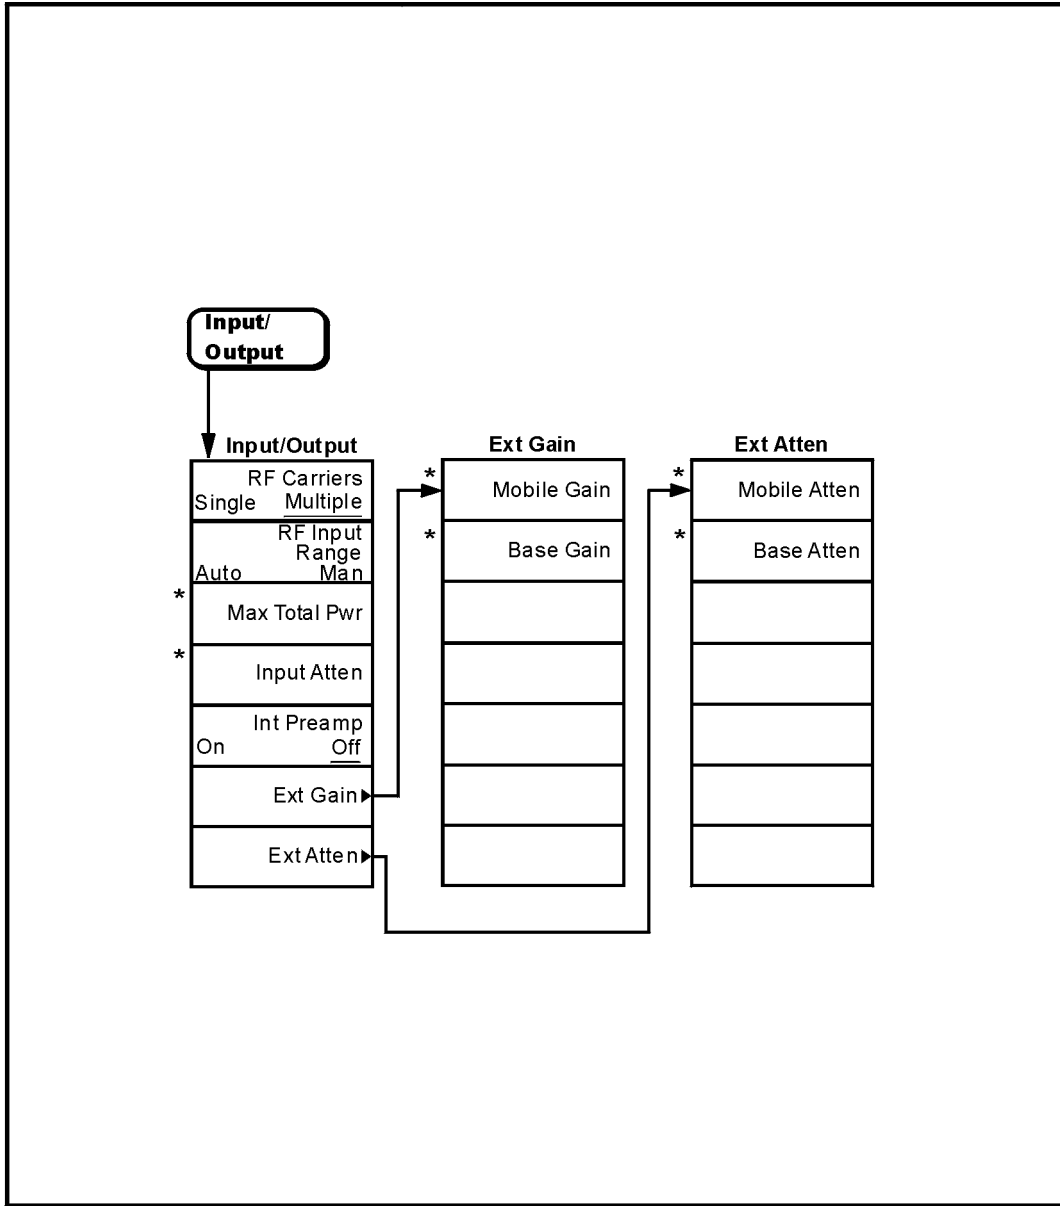 Input/
Output
Input/Output
RF Carriers
Single Multiple
RF Input
Range
Auto Man
* Max Total Pwr
* Input Atten
Int Preamp
On Off
Ext Gain
Ext Atten
Ext Gain
* Mobile Gain
* Base Gain
Ext Atten
* Mobile Atten
* Base Atten